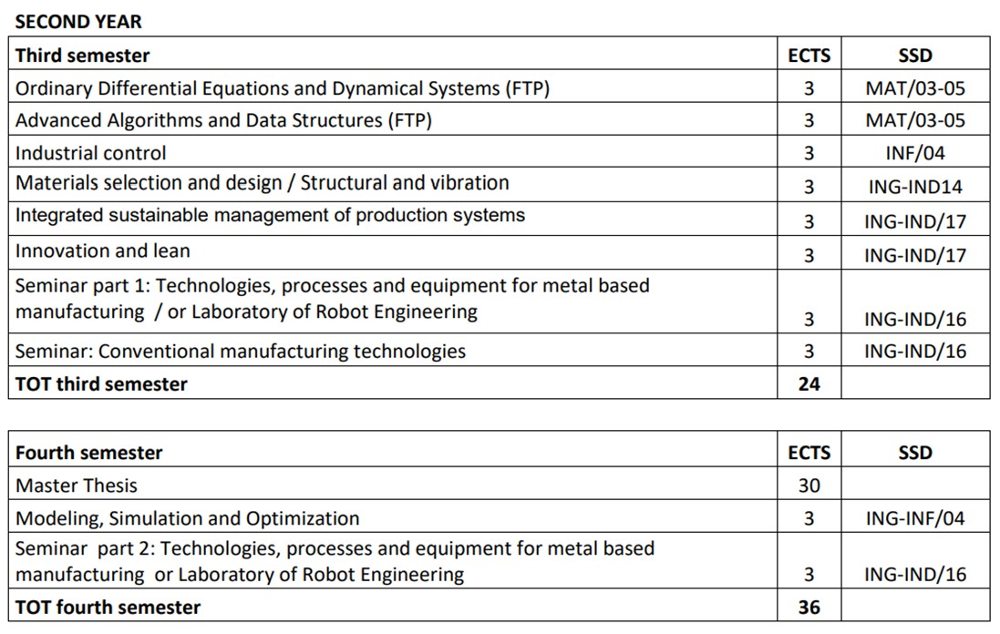 SECOND YEAR
Third semester ECTS SSD
Ordinary Differential Equations and Dynamical Systems (FTP) 3 MAT/03-05
Advanced Algorithms and Data Structures (FTP) 3 MAT/03-05
Industrial control 3 INF/04
Materials selection and design / Structural and vibration 3 ING-IND14
Integrated sustainable management of production systems 3 ING-IND/17
Innovation and lean 3 ING-IND/17
Seminar part 1: Technologies, processes and equipment for metal based
manufacturing / or Laboratory of Robot Engineering 3 ING-IND/16
Seminar: Conventional manufacturing technologies 3 ING-IND/16
TOT third semester 24
Fourth semester ECTS SSD
Master Thesis 30
Modeling, Simulation and Optimization 3 ING-INF/04
Seminar part 2: Technologies, processes and equipment for metal based
manufacturing or Laboratory of Robot Engineering 3 ING-IND/16
TOT fourth semester 36